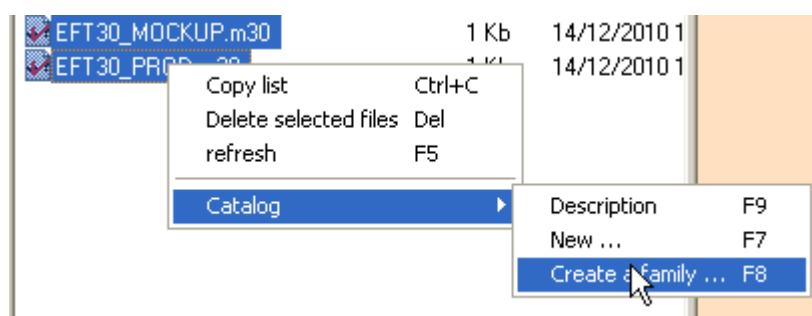 EFT30_MOCKUP.m30 1 Kb 14/12/2010 1
EFT30_PROD 14/12/2010 1
Copy list Ctrl+C
Delete selected files Del
refresh F5
Catalog
Description F9
New ... F7
Create a family ... F8